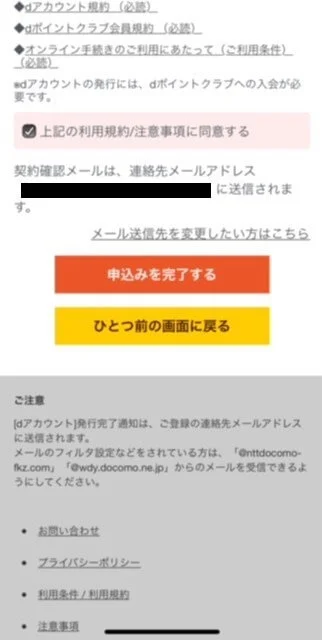 ◆dアカウント規約 （必読）
◆dポイントクラブ会員規約 （必読）
◆オンライン手続きのご利用にあたって（ご利用条件）
（必読）
※dアカウントの発行には、dポイントクラブへの入会が必
要です。
上記の利用規約/注意事項に同意する
契約確認メールは、連絡先メールアドレス
に送信されま
す。
メール送信先を変更したい方はこちら
申込みを完了する
ひとつ前の画面に戻る
ご注意
[dアカウント]発行完了通知は、ご登録の連絡先メールアドレス
に送信されます。
メールのフィルタ設定などをされている方は、「@nttdocomo-
fkz.com」「@wdy.docomo.ne.jp」からのメールを受信できるよ
うにしてください。
• お問い合わせ
• プライバシーポリシー
• 利用条件 / 利用規約
• 注意事項